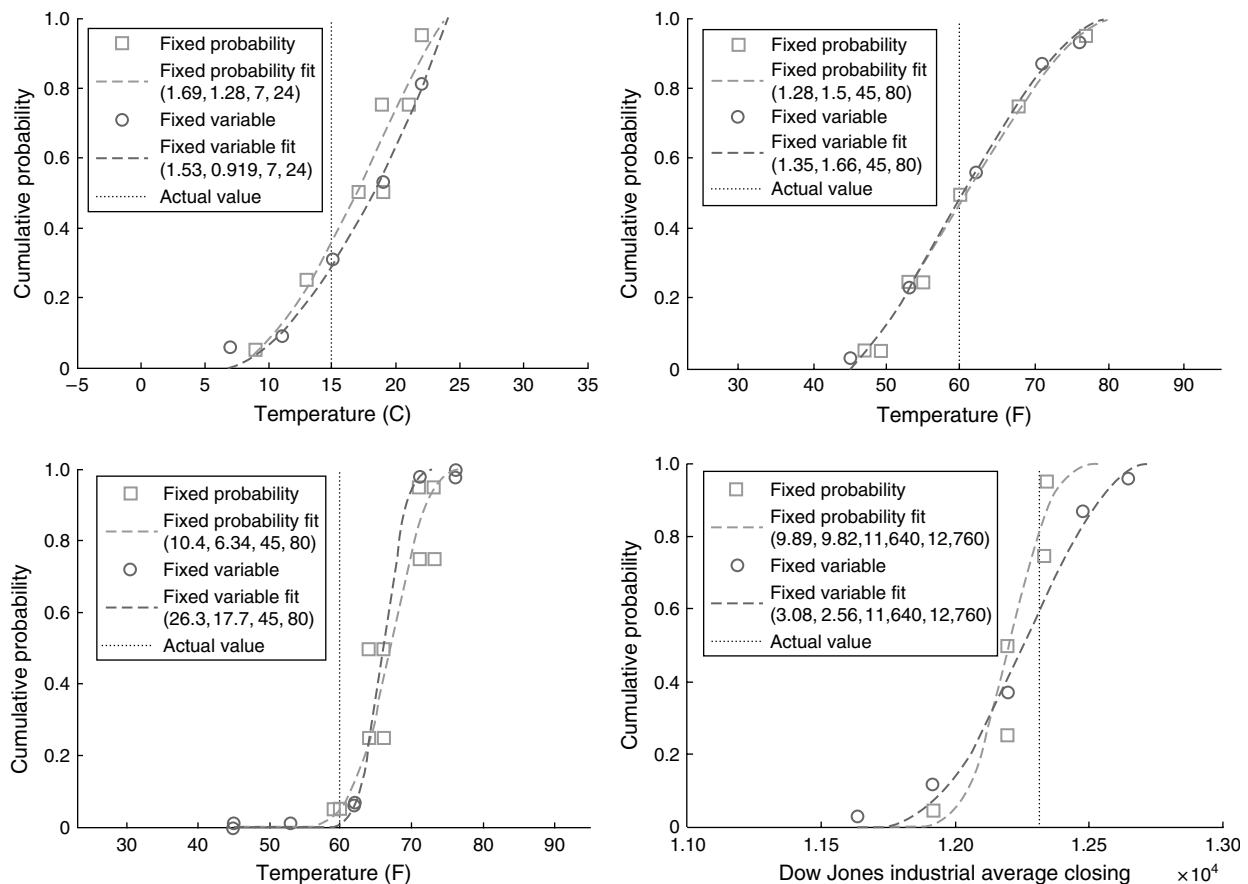 1.0
0.8
0.6
0.4
0.2
0
Cumulative probability
Fixed probability
Fixed probability fit
(1.69, 1.28, 7, 24)
Fixed variable
Fixed variable fit
(1.53, 0.919, 7, 24)
Actual value
−5 0 5 10 15 20 25 30 35
Temperature (C)
1.0
0.8
0.6
0.4
0.2
0
Cumulative probability
Fixed probability
Fixed probability fit
(1.28, 1.5, 45, 80)
Fixed variable
Fixed variable fit
(1.35, 1.66, 45, 80)
Actual value
30 40 50 60 70 80 90
Temperature (F)
1.0
0.8
0.6
0.4
0.2
0
Cumulative probability
Fixed probability
Fixed probability fit
(10.4, 6.34, 45, 80)
Fixed variable
Fixed variable fit
(26.3, 17.7, 45, 80)
Actual value
30 40 50 60 70 80 90
Temperature (F)
1.0
0.8
0.6
0.4
0.2
0
Cumulative probability
Fixed probability
Fixed probability fit
(9.89, 9.82,11,640, 12,760)
Fixed variable
Fixed variable fit
(3.08, 2.56, 11,640, 12,760)
Actual value
1.10 1.15 1.20 1.25 1.30
Dow Jones industrial average closing ×10⁴